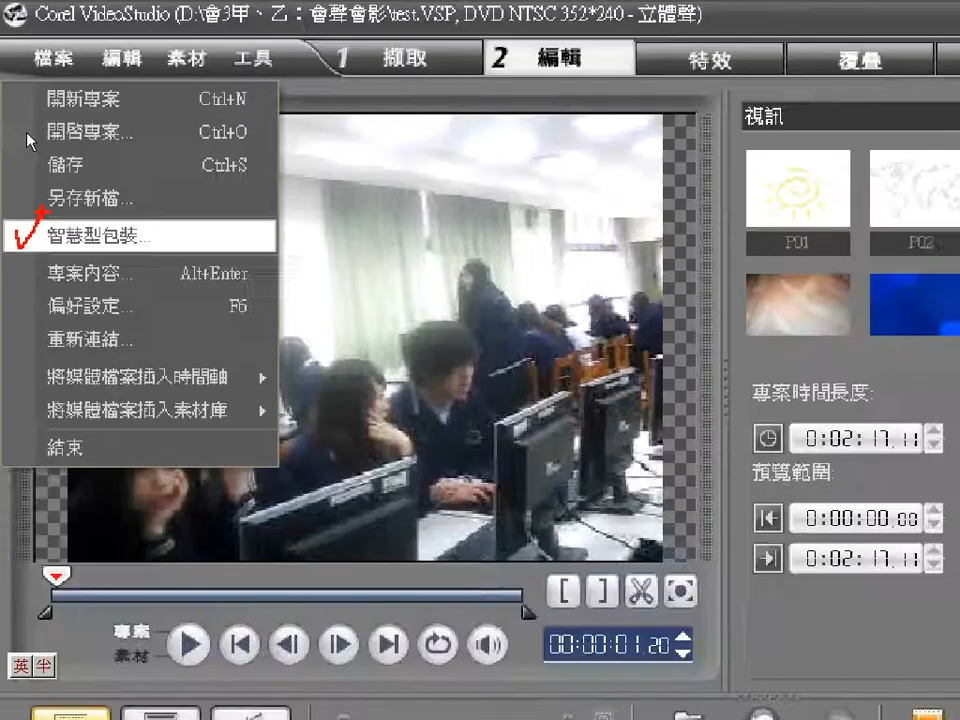 Corel VideoStudio (D:\會3甲、乙：會聲會影\test.VSP, DVD NTSC 352*240 - 立體聲)
檔案 編輯 素材 工具 1 擷取 2 編輯 特效 覆疊
開新專案 Ctrl+N
開啓專案... Ctrl+O
儲存 Ctrl+S
另存新檔...
智慧型包裝...
專案內容... Alt+Enter
偏好設定... F6
重新連結...
將媒體檔案插入時間軸
將媒體檔案插入素材庫
結束
視訊
P01 P02
專案時間長度:
0:02:17.11
預覽範圍:
0:00:00.00
0:02:17.11
專案
素材
00:00:01.20
英 半